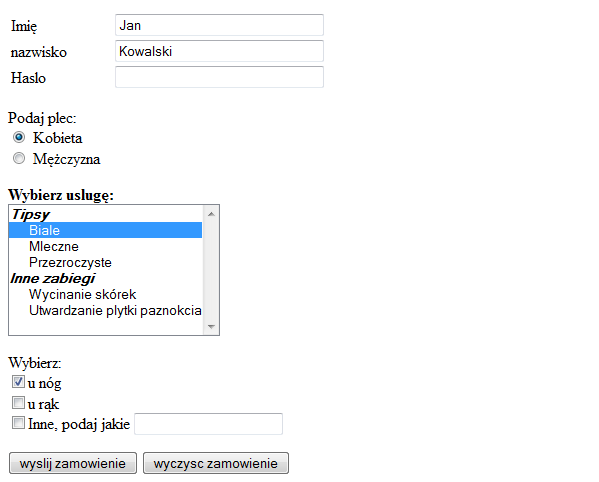 Imię Jan
nazwisko Kowalski
Haslo
Podaj plec:
Kobieta
Mężczyzna
Wybierz uslugę:
Tipsy
Biale
Mleczne
Przezroczyste
Inne zabiegi
Wycinanie skórek
Utwardzanie plytki paznokcia
Wybierz:
u nóg
u rąk
Inne, podaj jakie
wyslij zamowienie wyczysc zamowienie